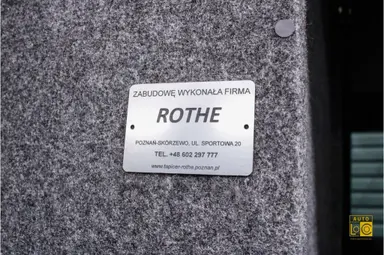 ZABUDOWĘ WYKONAŁA FIRMA
ROTHE
POZNAŃ-SKÓRZEWO, UL. SPORTOWA 20
TEL. +48 602 297 777
www.tapicer-rothe.poznan.pl
AUTO